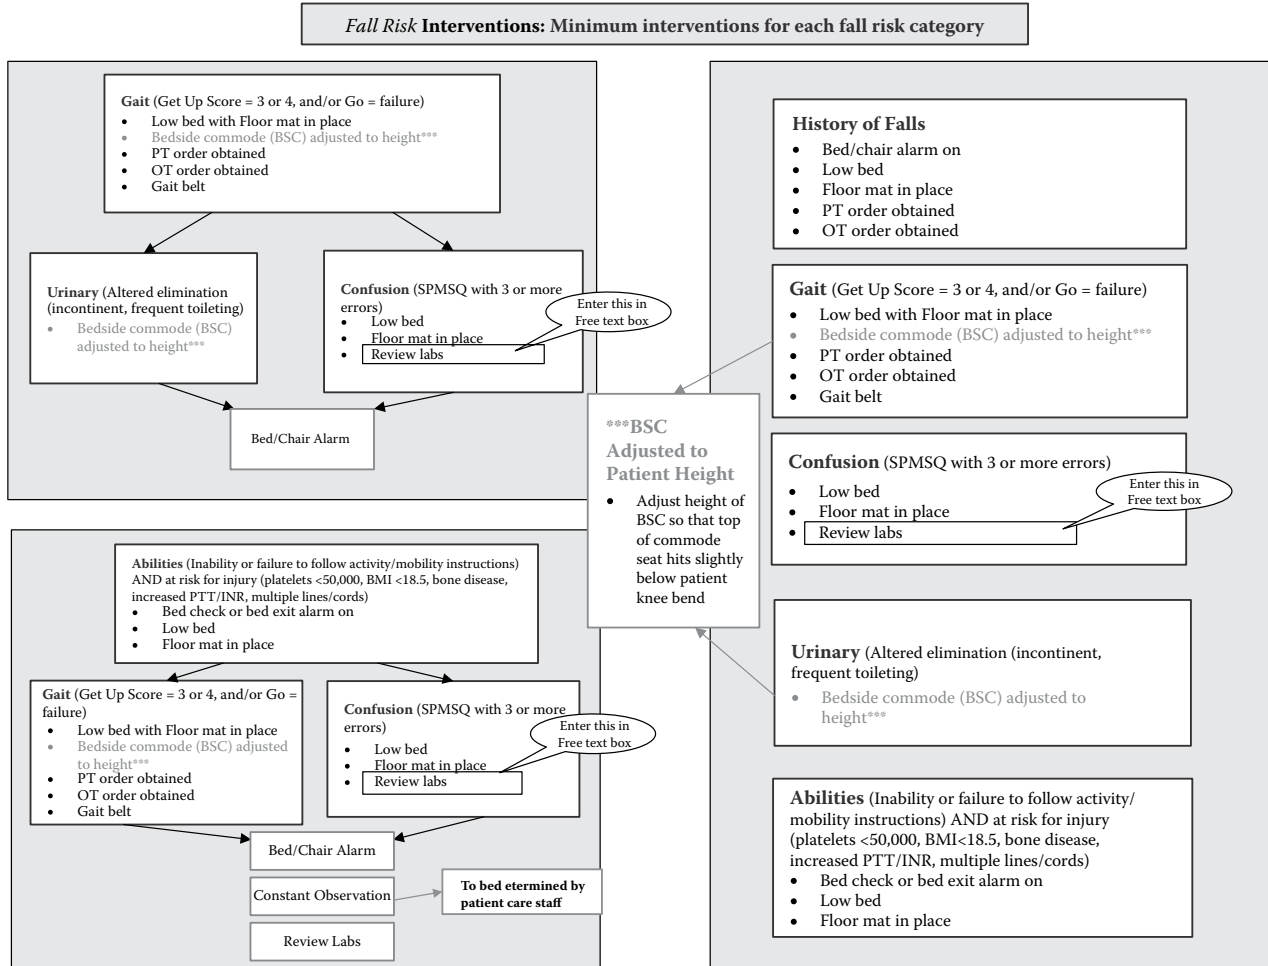 Fall Risk Interventions: Minimum interventions for each fall risk category
Gait (Get Up Score = 3 or 4, and/or Go = failure)
• Low bed with Floor mat in place
• Bedside commode (BSC) adjusted to height***
• PT order obtained
• OT order obtained
• Gait belt
Urinary (Altered elimination
(incontinent, frequent toileting)
• Bedside commode (BSC)
adjusted to height***
Confusion (SPMSQ with 3 or more
errors)
• Low bed
• Floor mat in place
• Review labs
Enter this in
Free text box
Bed/Chair Alarm
Abilities (Inability or failure to follow activity/mobility instructions)
AND at risk for injury (platelets <50,000, BMI <18.5, bone disease,
increased PTT/INR, multiple lines/cords)
• Bed check or bed exit alarm on
• Low bed
• Floor mat in place
Gait (Get Up Score = 3 or 4, and/or Go =
failure)
• Low bed with Floor mat in place
• Bedside commode (BSC) adjusted
to height***
• PT order obtained
• OT order obtained
• Gait belt
Confusion (SPMSQ with 3 or more
errors)
• Low bed
• Floor mat in place
• Review labs
Enter this in
Free text box
Bed/Chair Alarm
Constant Observation
To bed etermined by
patient care staff
Review Labs
***BSC
Adjusted to
Patient Height
• Adjust height of
BSC so that top
of commode
seat hits slightly
below patient
knee bend
History of Falls
• Bed/chair alarm on
• Low bed
• Floor mat in place
• PT order obtained
• OT order obtained
Gait (Get Up Score = 3 or 4, and/or Go = failure)
• Low bed with Floor mat in place
• Bedside commode (BSC) adjusted to height***
• PT order obtained
• OT order obtained
• Gait belt
Confusion (SPMSQ with 3 or more errors)
• Low bed
• Floor mat in place
• Review labs
Enter this in
Free text box
Urinary (Altered elimination (incontinent,
frequent toileting)
• Bedside commode (BSC) adjusted to
height***
Abilities (Inability or failure to follow activity/
mobility instructions) AND at risk for injury
(platelets <50,000, BMI<18.5, bone disease,
increased PTT/INR, multiple lines/cords)
• Bed check or bed exit alarm on
• Low bed
• Floor mat in place